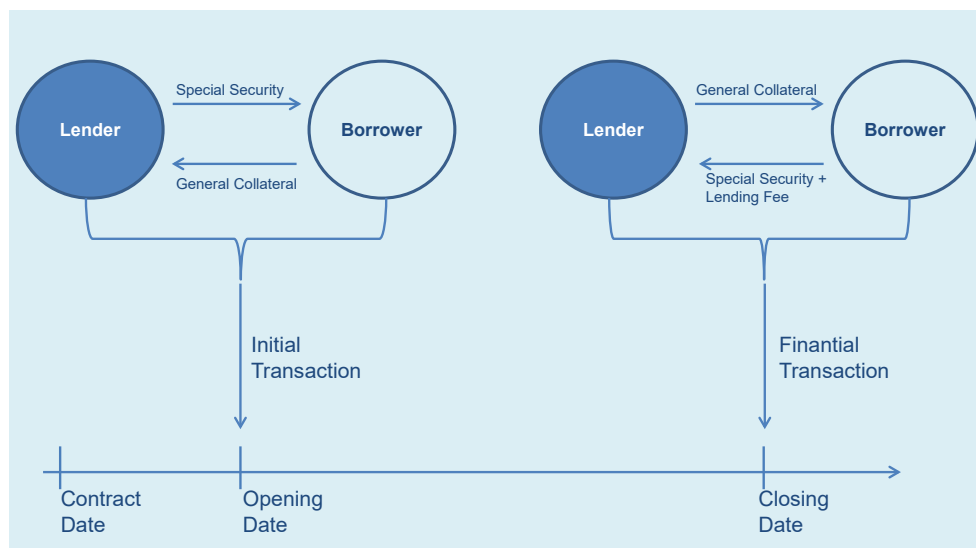 Special Security
Lender
Borrower
General Collateral
General Collateral
Lender
Borrower
Special Security +
Lending Fee
Initial
Transaction
Finantial
Transaction
Contract
Date
Opening
Date
Closing
Date